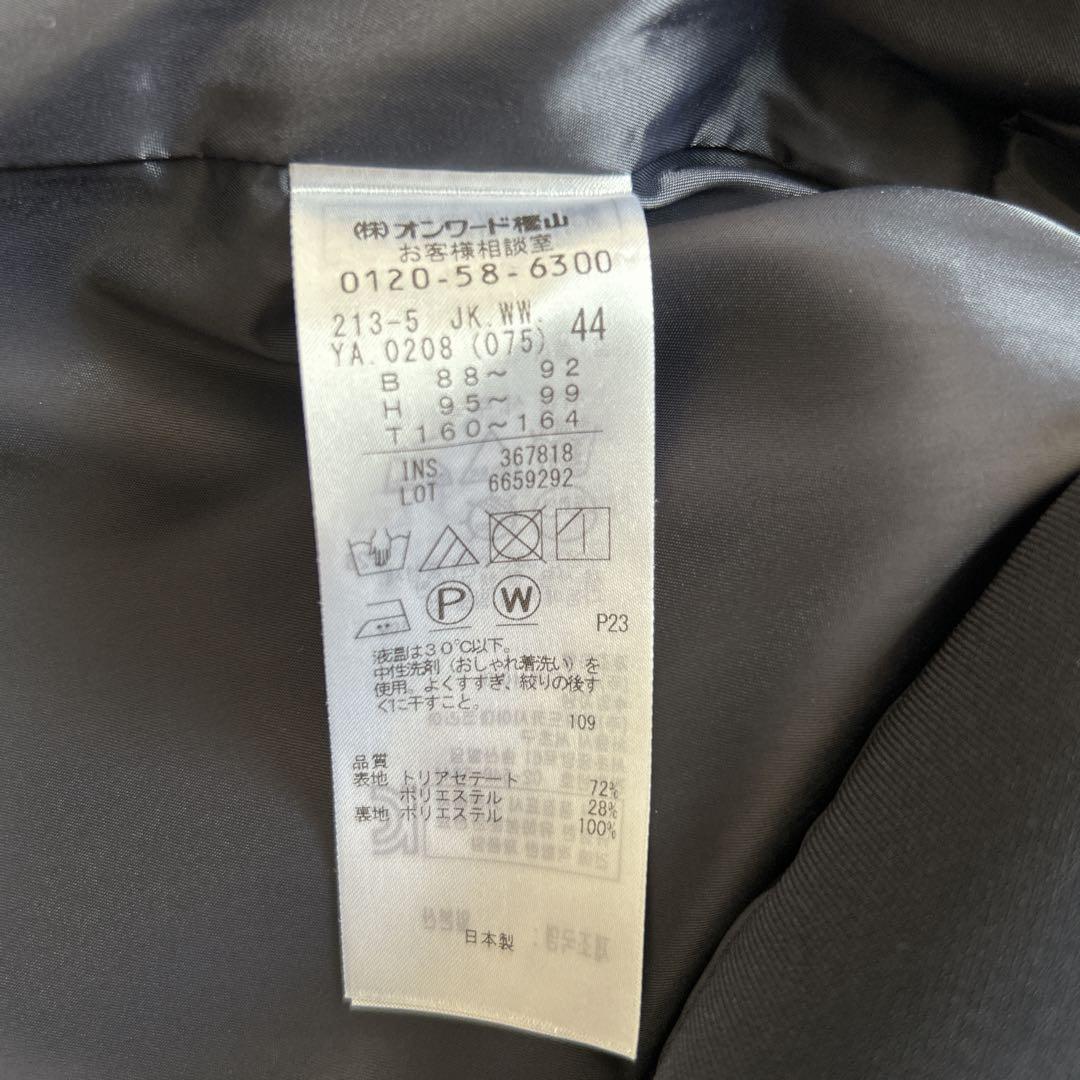 (株)オンワード樫山
お客様相談室
0120-58-6300
213-5 JK.WW. 44
YA.0208 (075)
B 88～ 92
H 95～ 99
T 160～164
INS. 367818
LOT 6659292
P W P23
液温は30℃以下。
中性洗剤（おしゃれ着洗い）を
使用。よくすすぎ、絞りの後す
ぐに干すこと。
109
品質
表地 トリアセテート 72%
ポリエステル 28%
裏地 ポリエステル 100%
日本製